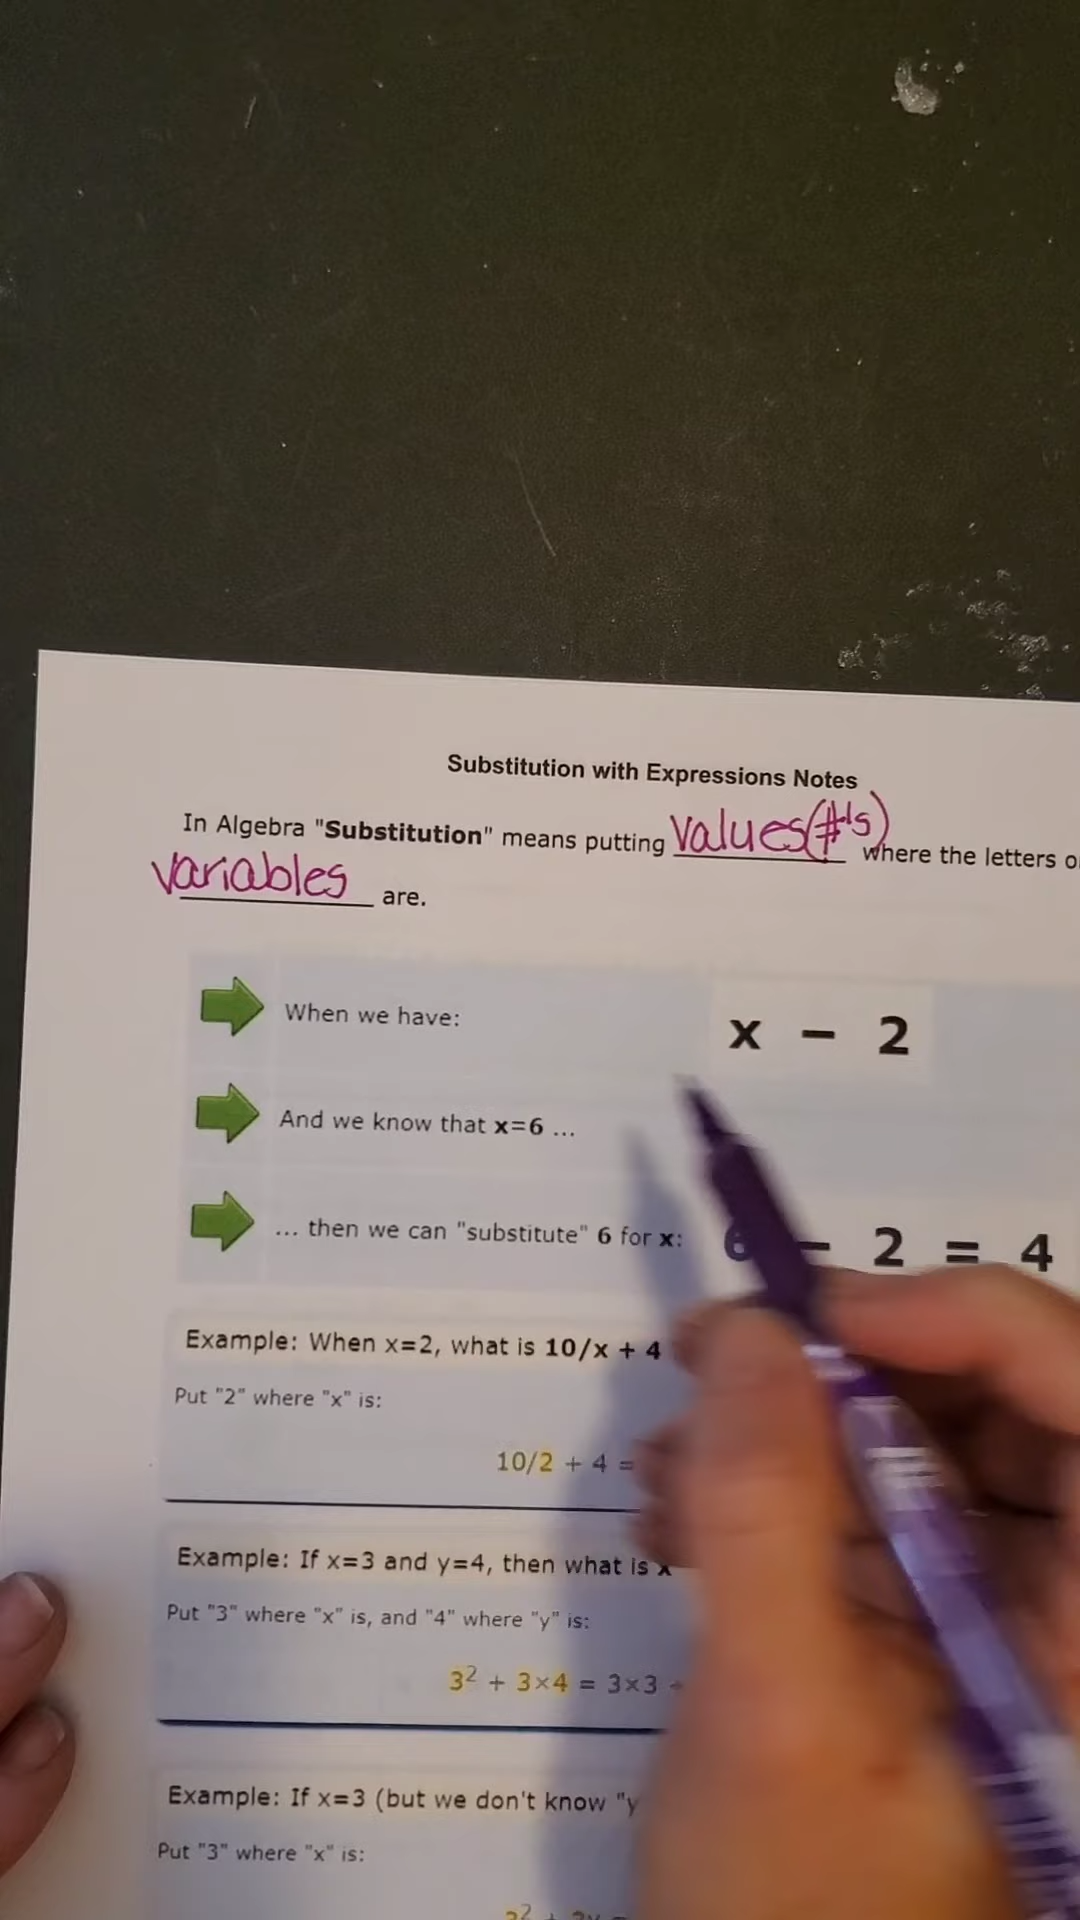 Substitution with Expressions Notes
In Algebra "Substitution" means putting values(#'s) where the letters
variables are.
When we have: x − 2
And we know that x=6 ...
... then we can "substitute" 6 for x: 6 − 2 = 4
Example: When x=2, what is 10/x + 4
Put "2" where "x" is:
10/2 + 4 =
Example: If x=3 and y=4, then what is x
Put "3" where "x" is, and "4" where "y" is:
3² + 3×4 = 3×3
Example: If x=3 (but we don't know "y
Put "3" where "x" is: